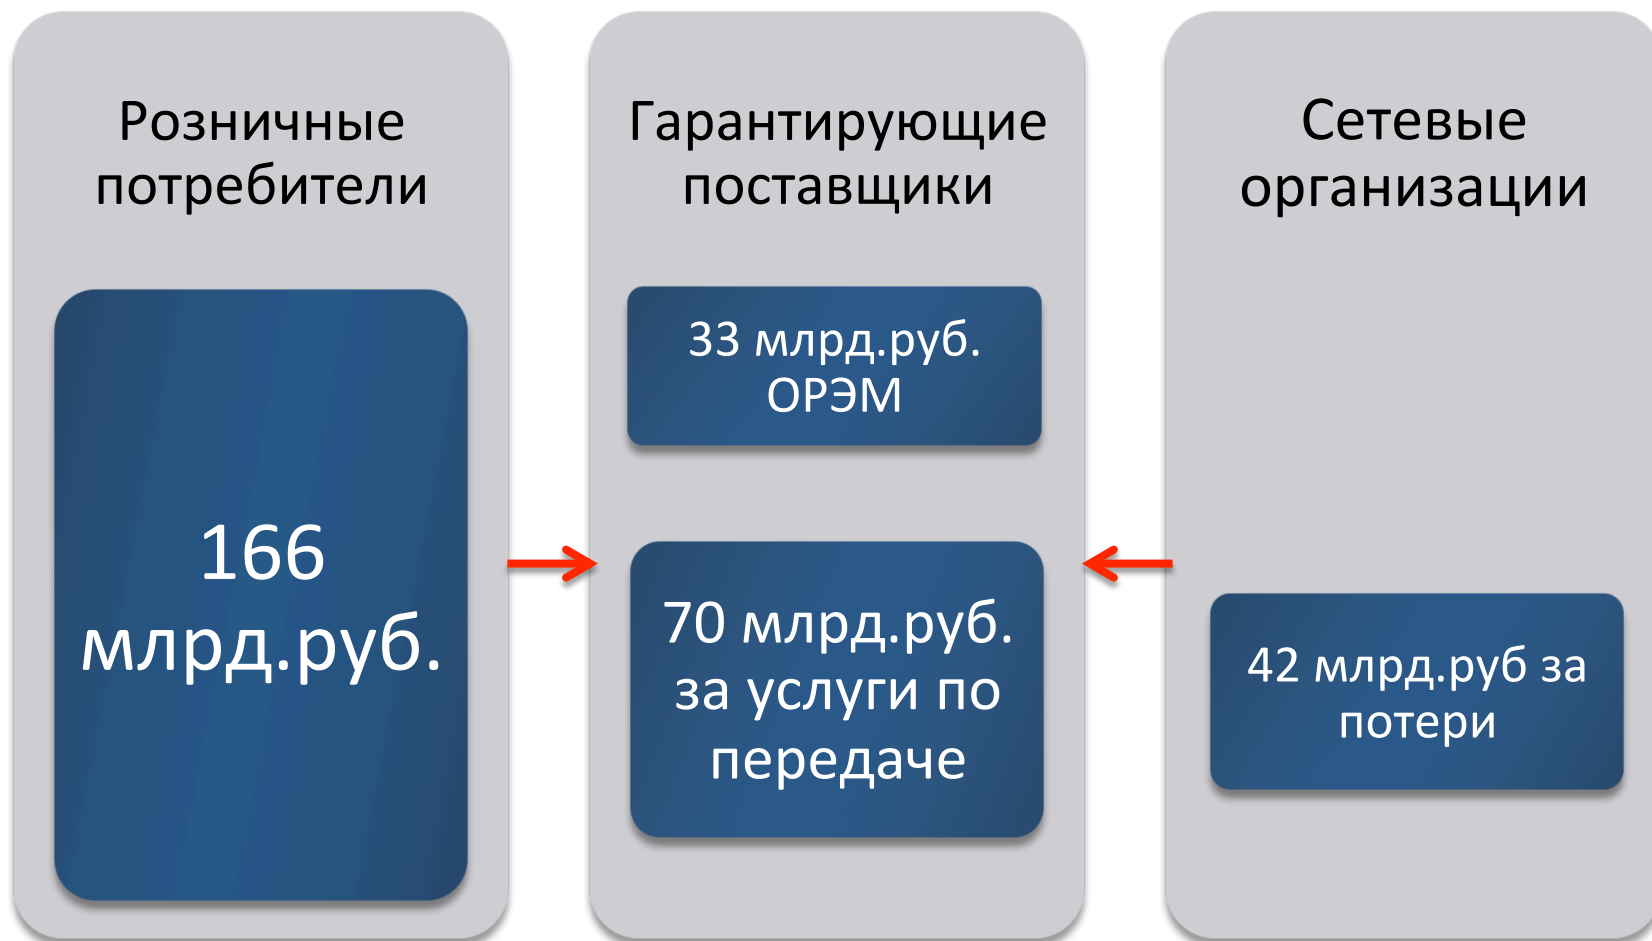 Розничные
потребители
166
млрд.руб.
Гарантирующие
поставщики
33 млрд.руб.
ОРЭМ
70 млрд.руб.
за услуги по
передаче
Сетевые
организации
42 млрд.руб за
потери